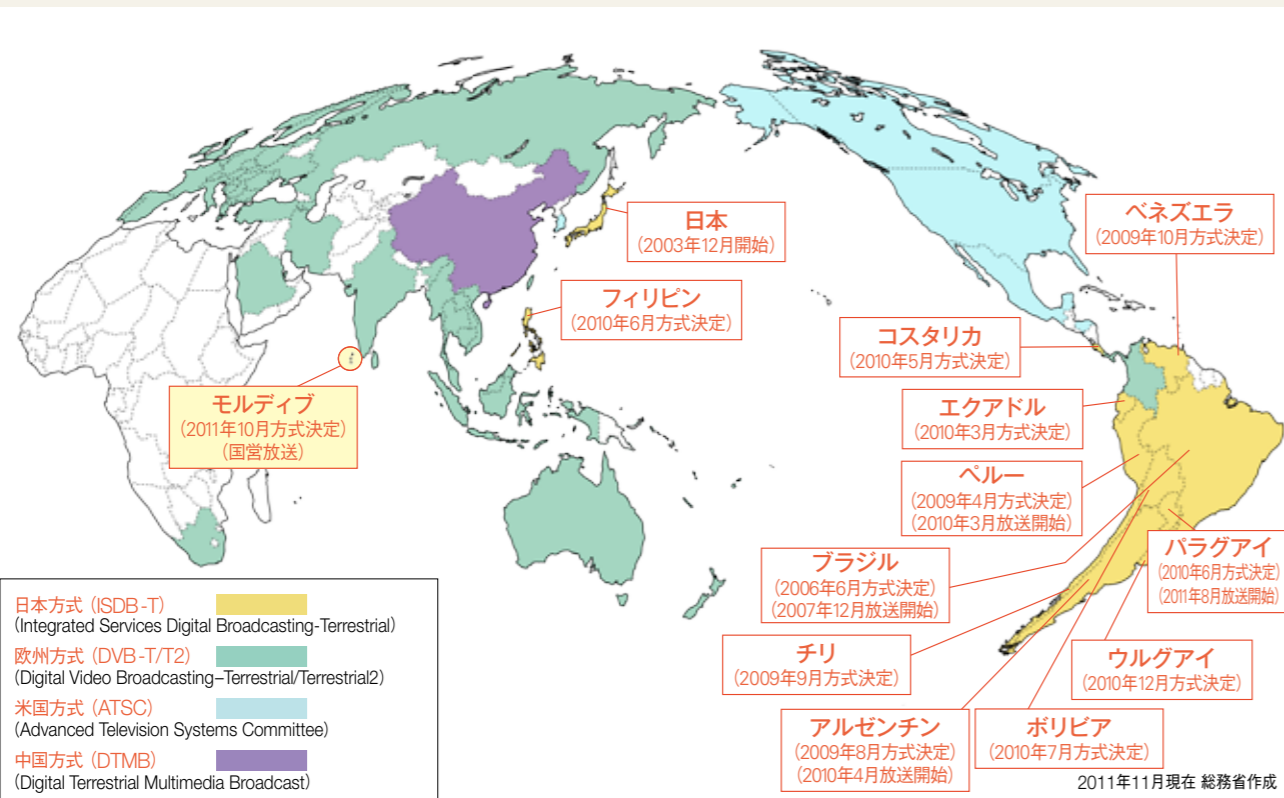 日本
(2003年12月開始)
ベネズエラ
(2009年10月方式決定)
フィリピン
(2010年6月方式決定)
コスタリカ
(2010年5月方式決定)
モルディブ
(2011年10月方式決定)
(国営放送)
エクアドル
(2010年3月方式決定)
ペルー
(2009年4月方式決定)
(2010年3月放送開始)
パラグアイ
(2010年6月方式決定)
(2011年8月放送開始)
ブラジル
(2006年6月方式決定)
(2007年12月放送開始)
チリ
(2009年9月方式決定)
ウルグアイ
(2010年12月方式決定)
アルゼンチン
(2009年8月方式決定)
(2010年4月放送開始)
ボリビア
(2010年7月方式決定)
日本方式 (ISDB-T)
(Integrated Services Digital Broadcasting-Terrestrial)
欧州方式 (DVB-T/T2)
(Digital Video Broadcasting–Terrestrial/Terrestrial2)
米国方式 (ATSC)
(Advanced Television Systems Committee)
中国方式 (DTMB)
(Digital Terrestrial Multimedia Broadcast)
2011年11月現在 総務省作成